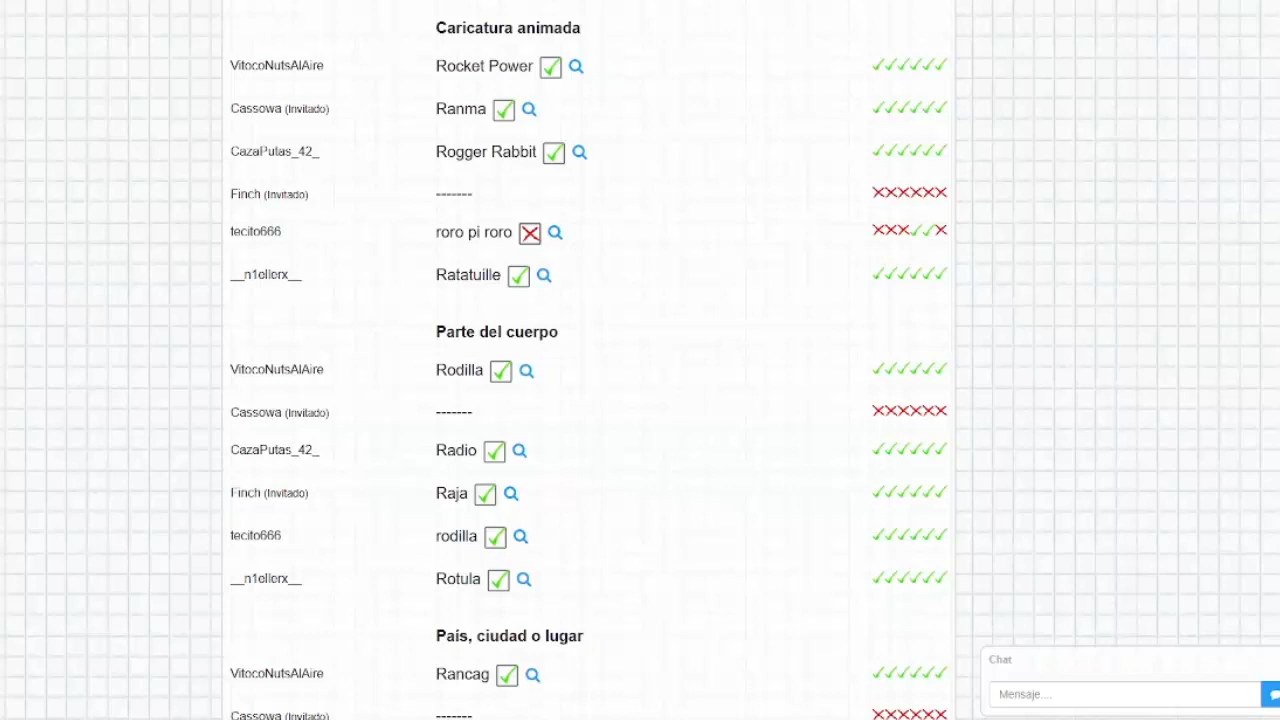 Caricatura animada
VitocoNutsAlAire Rocket Power
Cassowa (Invitado) Ranma
CazaPutas_42_ Rogger Rabbit
Finch (Invitado) -------
tecito666 roro pi roro
__n1ellerx__ Ratatuille
Parte del cuerpo
VitocoNutsAlAire Rodilla
Cassowa (Invitado) -------
CazaPutas_42_ Radio
Finch (Invitado) Raja
tecito666 rodilla
__n1ellerx__ Rotula
País, ciudad o lugar
VitocoNutsAlAire Rancag
Cassowa (Invitado) -------
Chat
Mensaje....